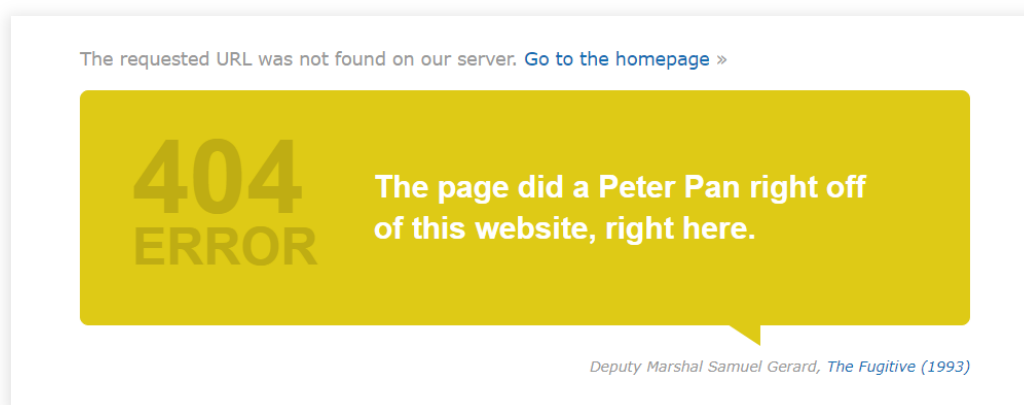 The requested URL was not found on our server. Go to the homepage »
404
ERROR
The page did a Peter Pan right off
of this website, right here.
Deputy Marshal Samuel Gerard, The Fugitive (1993)